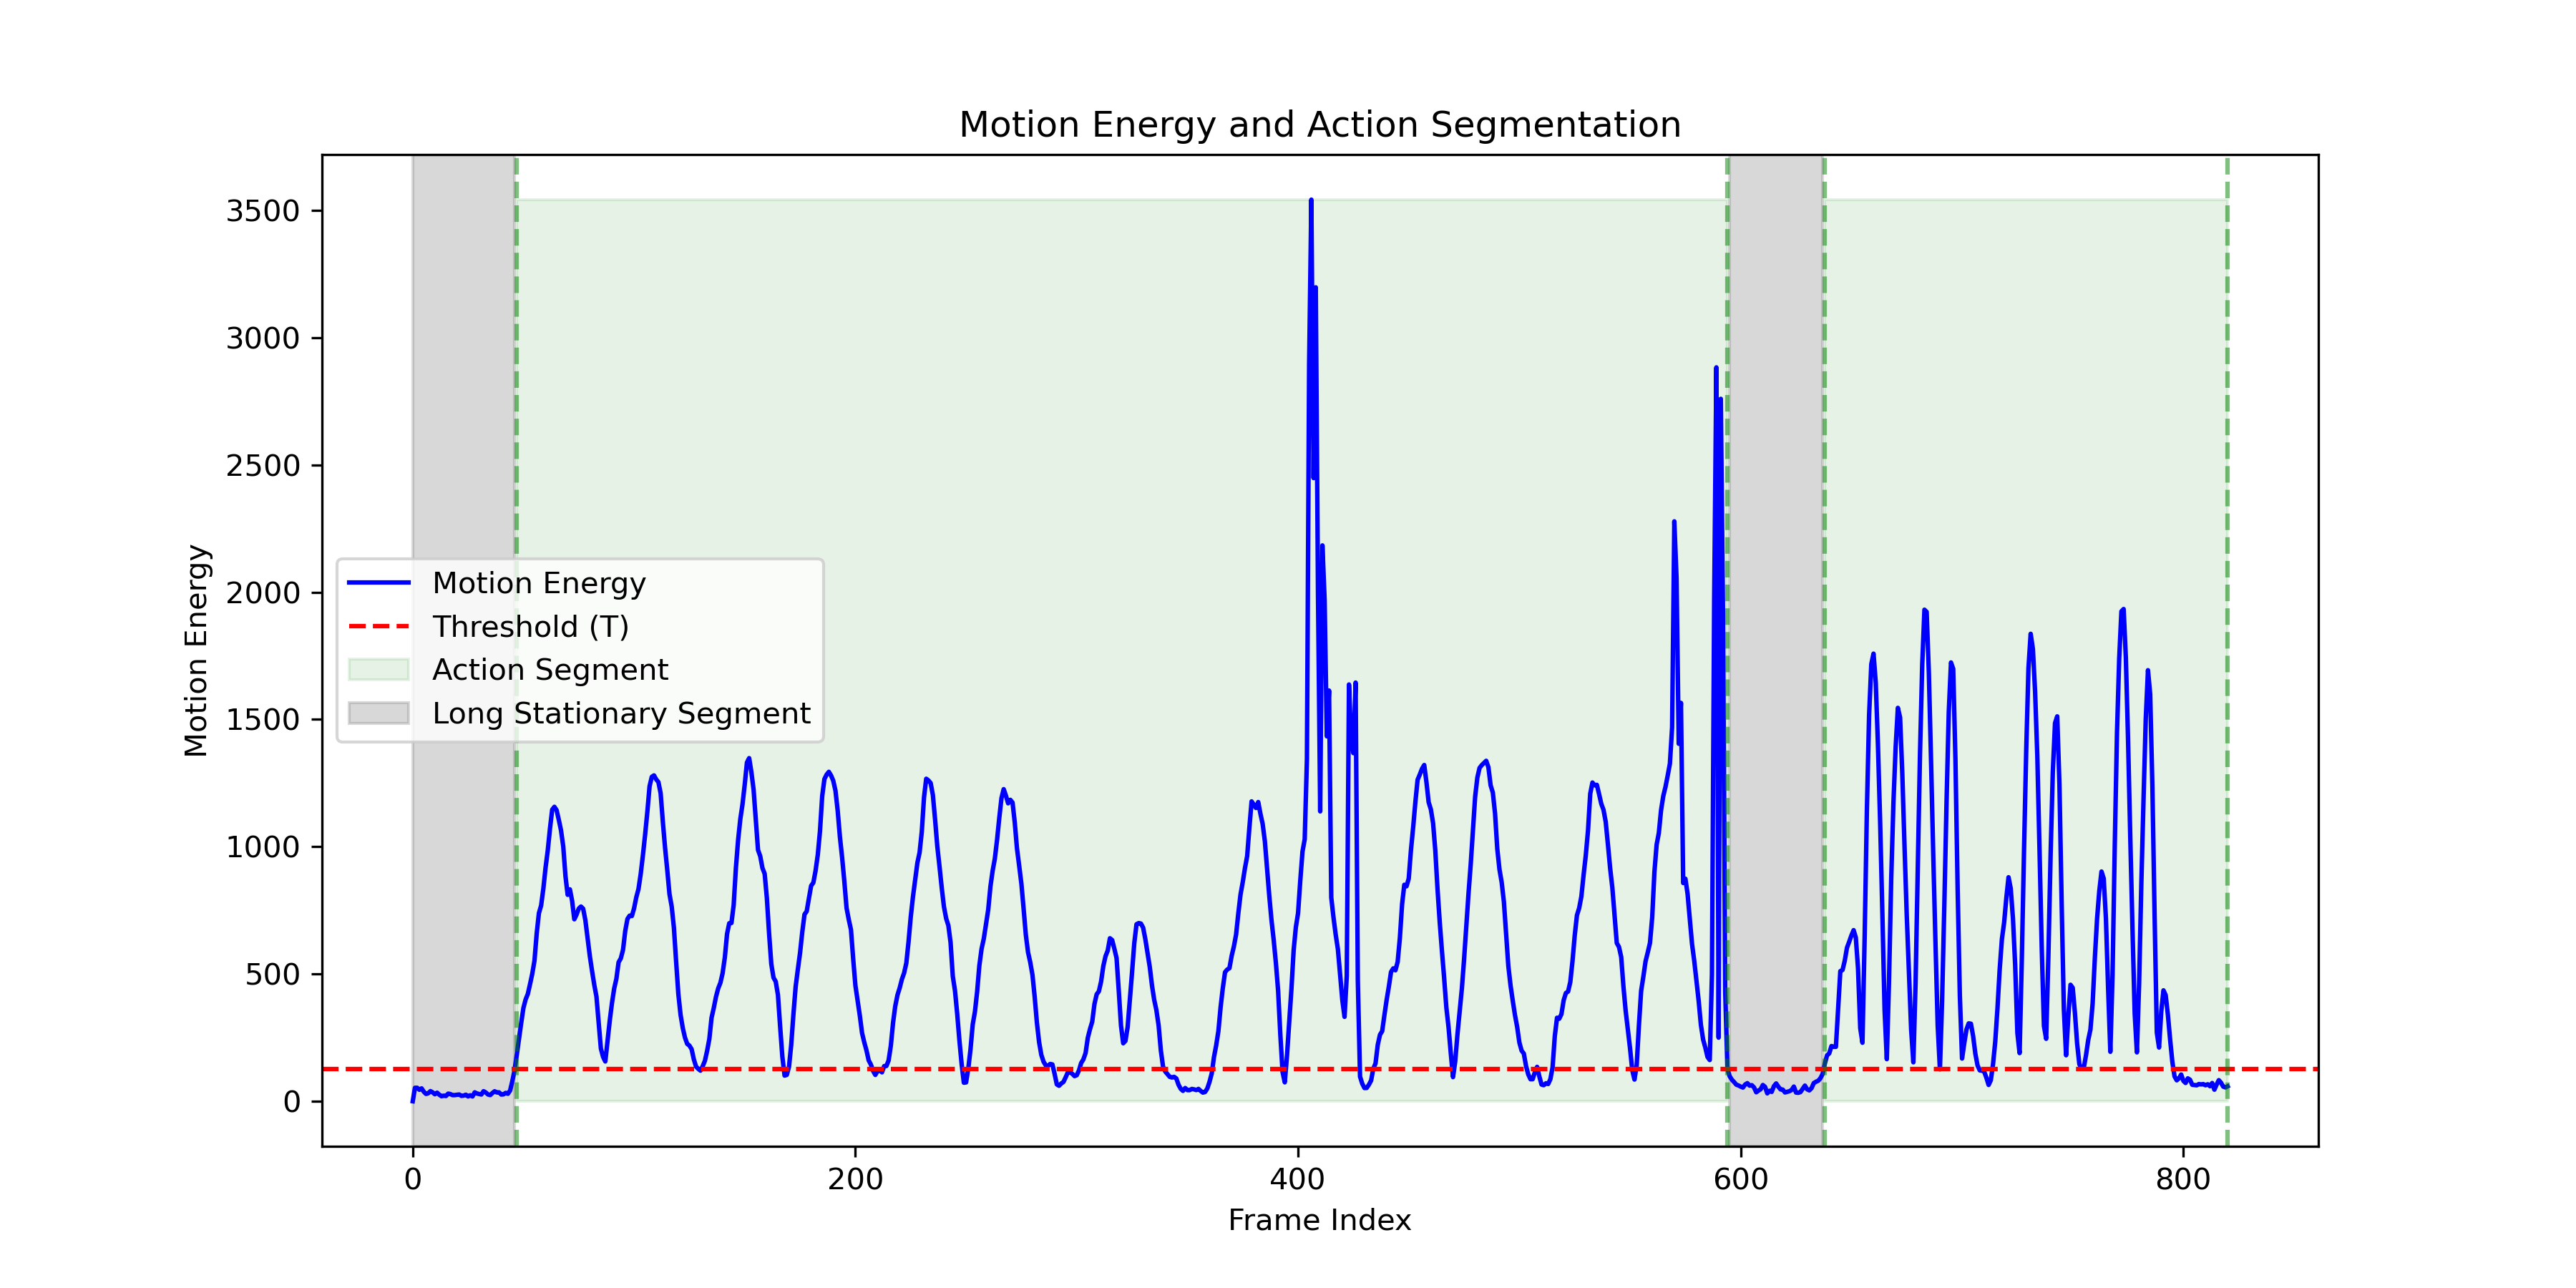 Motion Energy and Action Segmentation
3500
3000
2500
2000
1500
1000
500
0
Motion Energy
Motion Energy
Threshold (T)
Action Segment
Long Stationary Segment
0 200 400 600 800
Frame Index